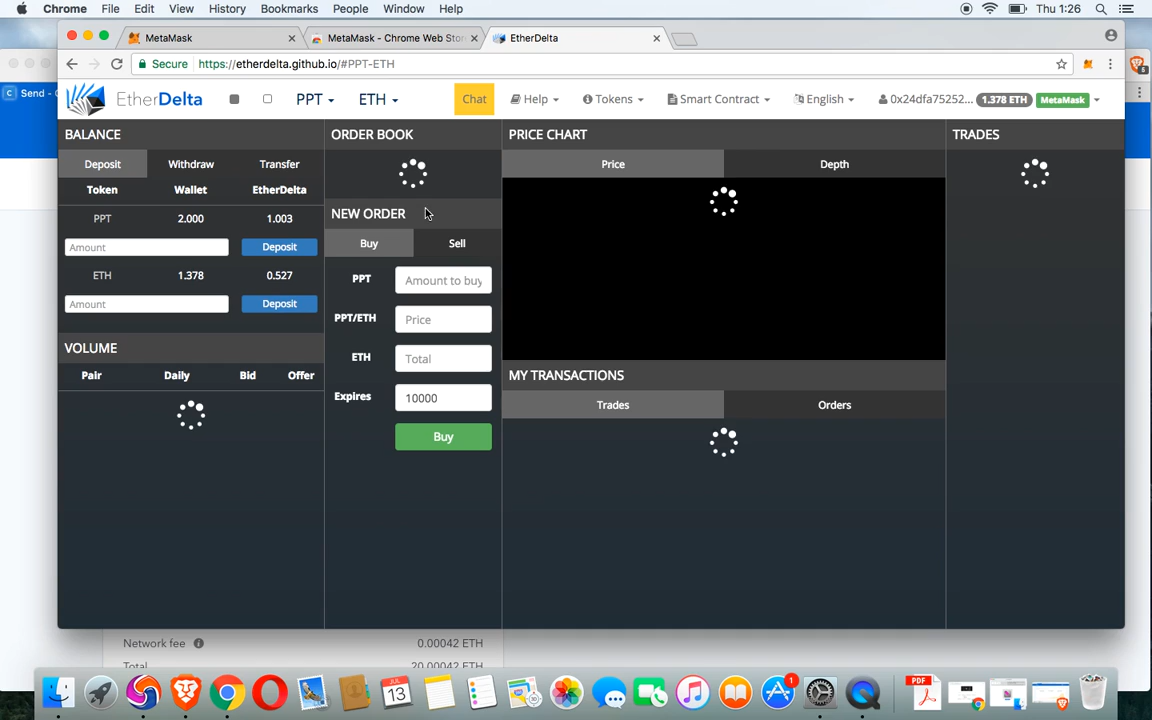 Chrome File Edit View History Bookmarks People Window Help Thu 1:26
MetaMask MetaMask - Chrome Web Stor EtherDelta
Secure https://etherdelta.github.io/#PPT-ETH
Send - C
EtherDelta PPT ETH Chat Help Tokens Smart Contract English 0x24dfa75252... 1.378 ETH MetaMask
BALANCE ORDER BOOK PRICE CHART TRADES
Deposit Withdraw Transfer Price Depth
Token Wallet EtherDelta
PPT 2.000 1.003 NEW ORDER
Amount Deposit Buy Sell
ETH 1.378 0.527 PPT Amount to buy
Amount Deposit PPT/ETH Price
VOLUME ETH Total MY TRANSACTIONS
Pair Daily Bid Offer Expires 10000 Trades Orders
Buy
Network fee 0.00042 ETH
Total 20.00042 ETH
JUL
13
PDF
1
6